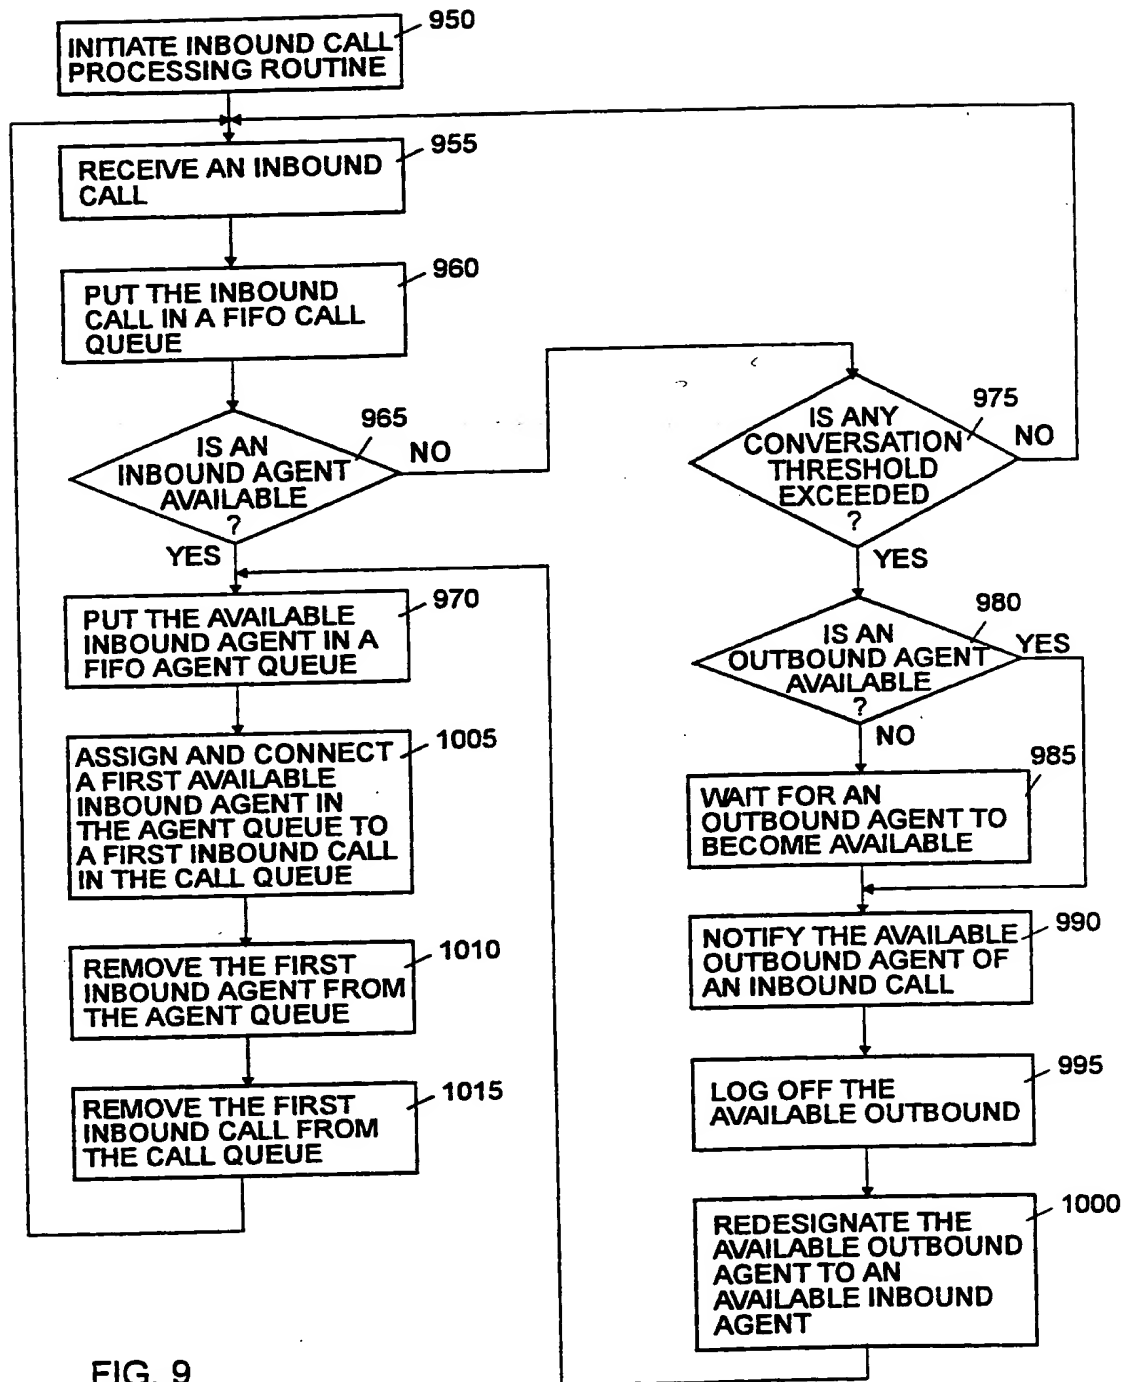 950
INITIATE INBOUND CALL
PROCESSING ROUTINE
955
RECEIVE AN INBOUND
CALL
960
PUT THE INBOUND
CALL IN A FIFO CALL
QUEUE
965
IS AN
INBOUND AGENT
AVAILABLE
?
NO
YES
970
PUT THE AVAILABLE
INBOUND AGENT IN A
FIFO AGENT QUEUE
1005
ASSIGN AND CONNECT
A FIRST AVAILABLE
INBOUND AGENT IN
THE AGENT QUEUE TO
A FIRST INBOUND CALL
IN THE CALL QUEUE
1010
REMOVE THE FIRST
INBOUND AGENT FROM
THE AGENT QUEUE
1015
REMOVE THE FIRST
INBOUND CALL FROM
THE CALL QUEUE
975
IS ANY
CONVERSATION
THRESHOLD
EXCEEDED
?
NO
YES
980
IS AN
OUTBOUND AGENT
AVAILABLE
?
YES
NO
985
WAIT FOR AN
OUTBOUND AGENT TO
BECOME AVAILABLE
990
NOTIFY THE AVAILABLE
OUTBOUND AGENT OF
AN INBOUND CALL
995
LOG OFF THE
AVAILABLE OUTBOUND
1000
REDESIGNATE THE
AVAILABLE OUTBOUND
AGENT TO AN
AVAILABLE INBOUND
AGENT
FIG. 9